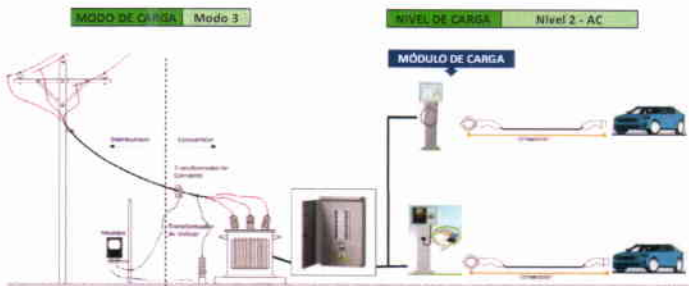 MODO DE CARGA Modo 3
NIVEL DE CARGA Nivel 2 - AC
MÓDULO DE CARGA
Distribuidor
Consumidor
Transformador de
Corriente
Transformador
de Voltaje
Medidor